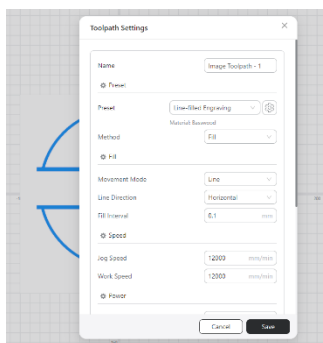 Toolpath Settings
Name Image Toolpath - 1
Preset
Preset Line-filled Engraving
Material: Basswood
Method Fill
Fill
Movement Mode Line
Line Direction Horizontal
Fill Interval 0.1 mm
Speed
Jog Speed 12000 mm/min
Work Speed 12000 mm/min
Power
Cancel Save